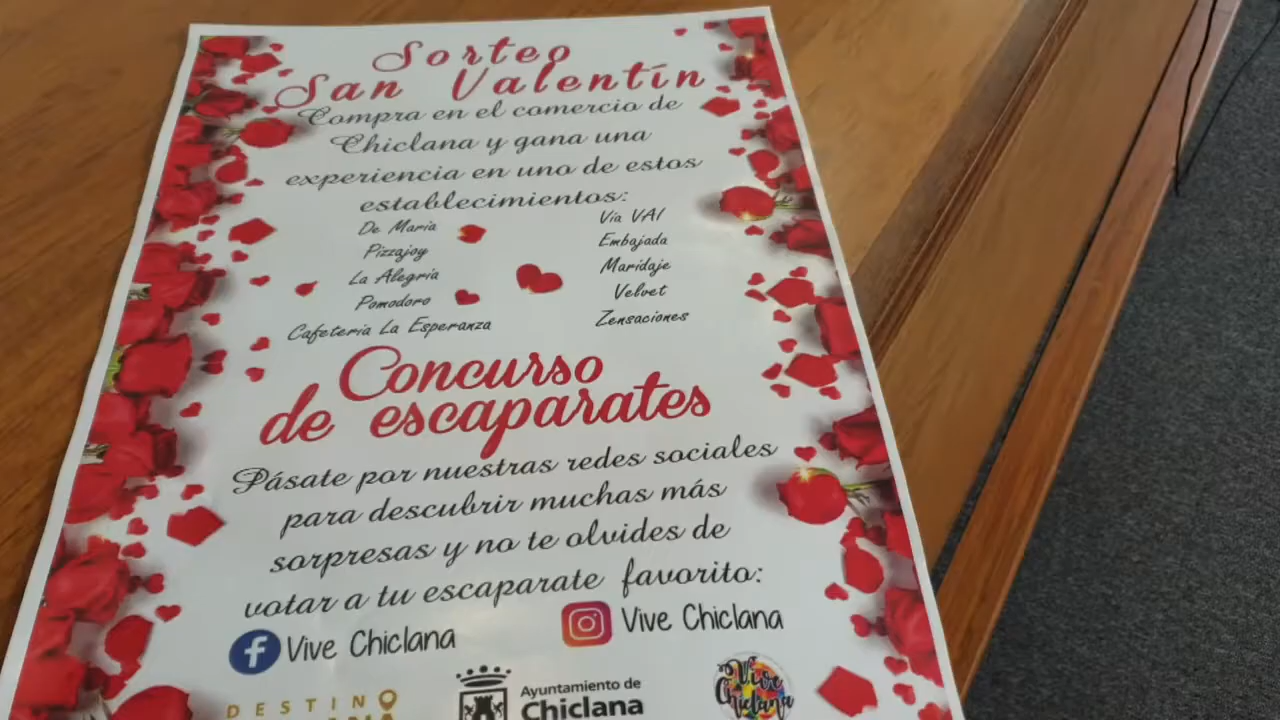 Sorteo
San Valentín
Compra en el comercio de
Chiclana y gana una
experiencia en uno de estos
establecimientos:
De María
Pizzajoy
La Alegría
Pomodoro
Cafetería La Esperanza
Vía VAI
Embajada
Maridaje
Velvet
Zensaciones
Concurso
de escaparates
Pásate por nuestras redes sociales
para descubrir muchas más
sorpresas y no te olvides de
votar a tu escaparate favorito:
Vive Chiclana
Vive Chiclana
DESTINO
Ayuntamiento de
Chiclana
Vive
Chiclana